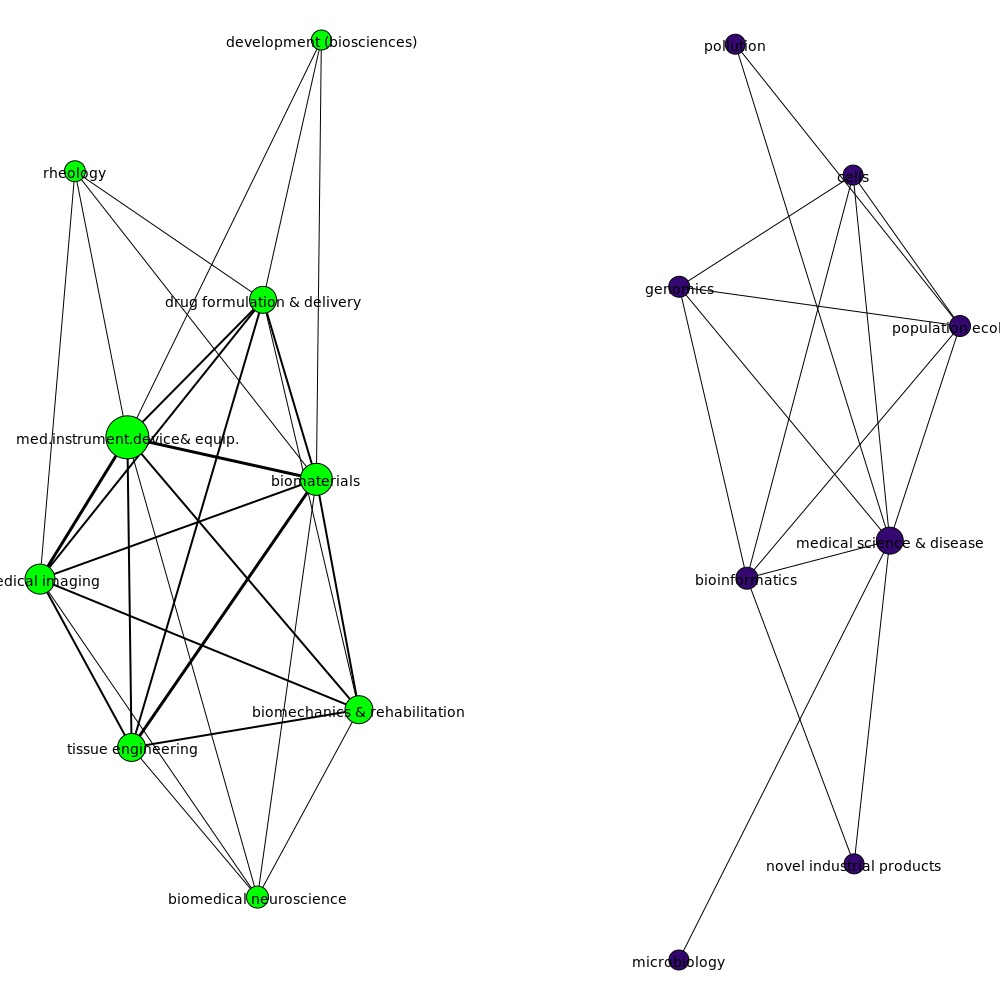 development (biosciences)
pollution
rheology
cells
genomics
drug formulation & delivery
population ecol
med.instrument.device& equip.
biomaterials
medical science & disease
edical imaging
bioinformatics
biomechanics & rehabilitation
tissue engineering
novel industrial products
biomedical neuroscience
microbiology